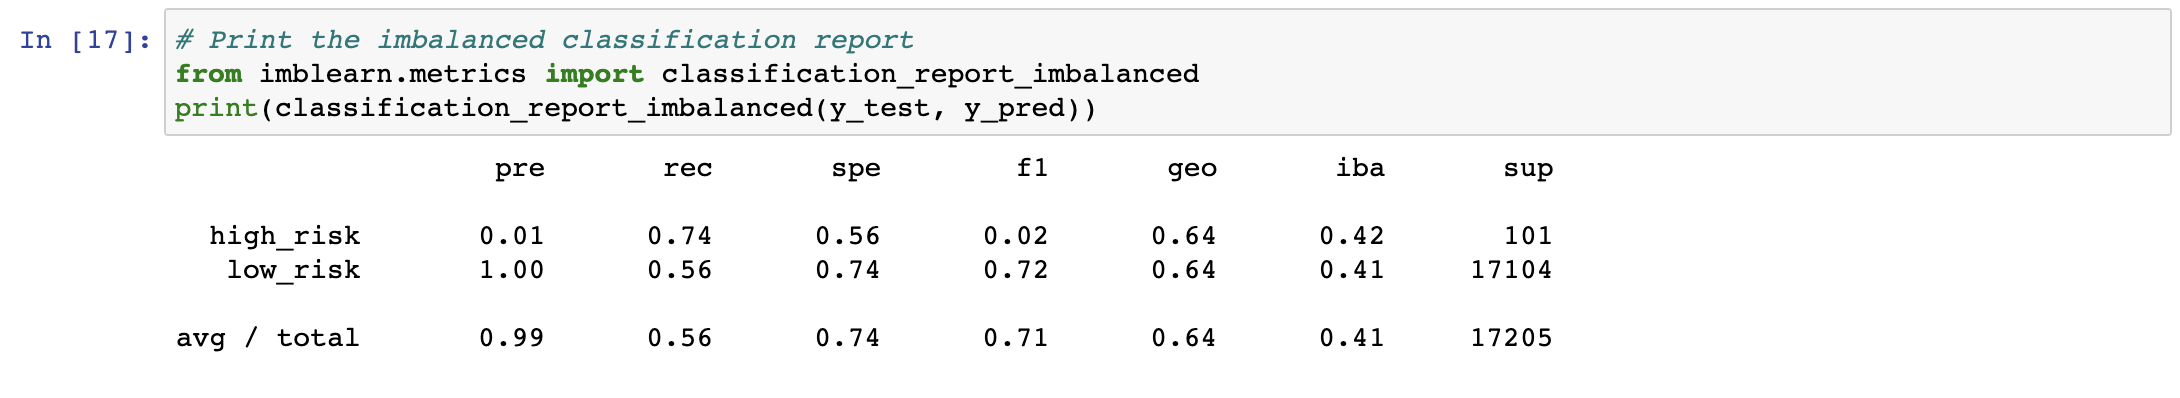 In [17]: # Print the imbalanced classification report
from imblearn.metrics import classification_report_imbalanced
print(classification_report_imbalanced(y_test, y_pred))
pre rec spe f1 geo iba sup
high_risk 0.01 0.74 0.56 0.02 0.64 0.42 101
low_risk 1.00 0.56 0.74 0.72 0.64 0.41 17104
avg / total 0.99 0.56 0.74 0.71 0.64 0.41 17205